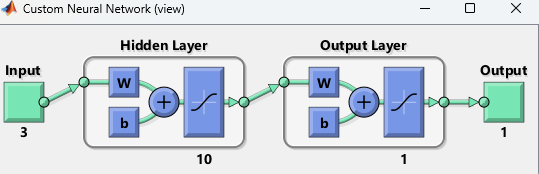 Custom Neural Network (view)
Hidden Layer
Output Layer
Input
W
b
+
W
b
+
Output
3
10
1
1